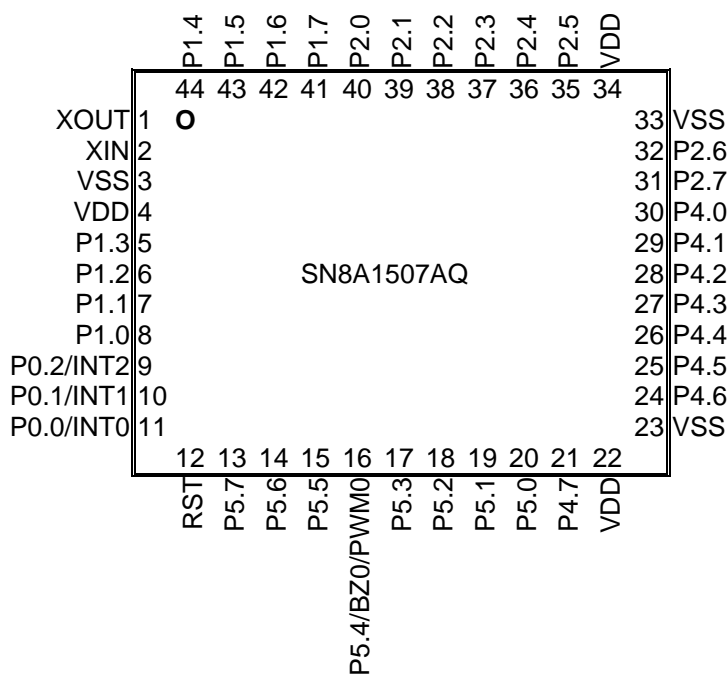 P1.4 P1.5 P1.6 P1.7 P2.0 P2.1 P2.2 P2.3 P2.4 P2.5 VDD
44 43 42 41 40 39 38 37 36 35 34
XOUT 1 O 33 VSS
XIN 2 32 P2.6
VSS 3 31 P2.7
VDD 4 30 P4.0
P1.3 5 29 P4.1
P1.2 6 SN8A1507AQ 28 P4.2
P1.1 7 27 P4.3
P1.0 8 26 P4.4
P0.2/INT2 9 25 P4.5
P0.1/INT1 10 24 P4.6
P0.0/INT0 11 23 VSS
12 13 14 15 16 17 18 19 20 21 22
RST P5.7 P5.6 P5.5 P5.4/BZ0/PWM0 P5.3 P5.2 P5.1 P5.0 P4.7 VDD